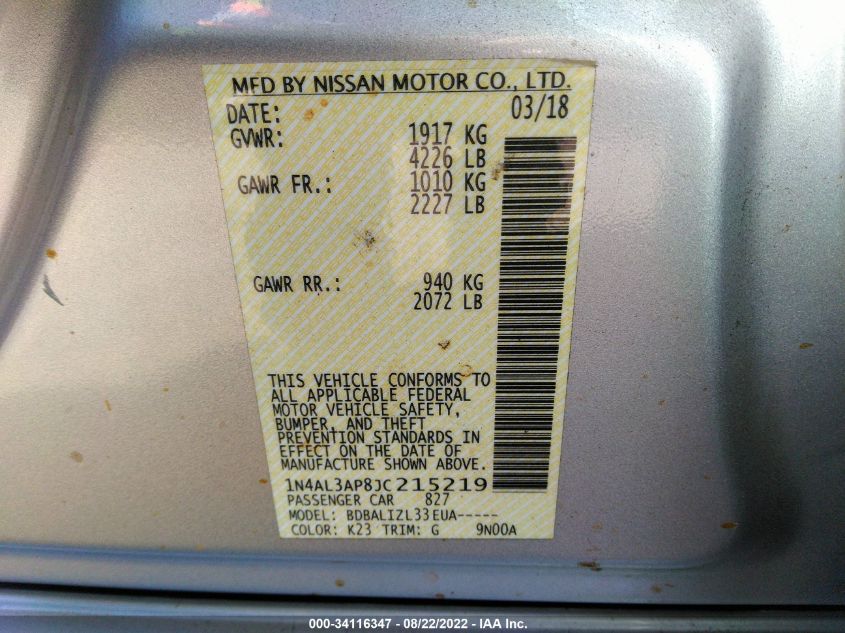 MFD BY NISSAN MOTOR CO., LTD.
DATE: 03/18
GVWR: 1917 KG
4226 LB
GAWR FR.: 1010 KG
2227 LB
GAWR RR.: 940 KG
2072 LB
THIS VEHICLE CONFORMS TO
ALL APPLICABLE FEDERAL
MOTOR VEHICLE SAFETY,
BUMPER, AND THEFT
PREVENTION STANDARDS IN
EFFECT ON THE DATE OF
MANUFACTURE SHOWN ABOVE.
1N4AL3AP8JC215219
PASSENGER CAR 827
MODEL: BDBALIZL33EUA-----
COLOR: K23 TRIM: G 9N00A
000-34116347 - 08/22/2022 - IAA Inc.